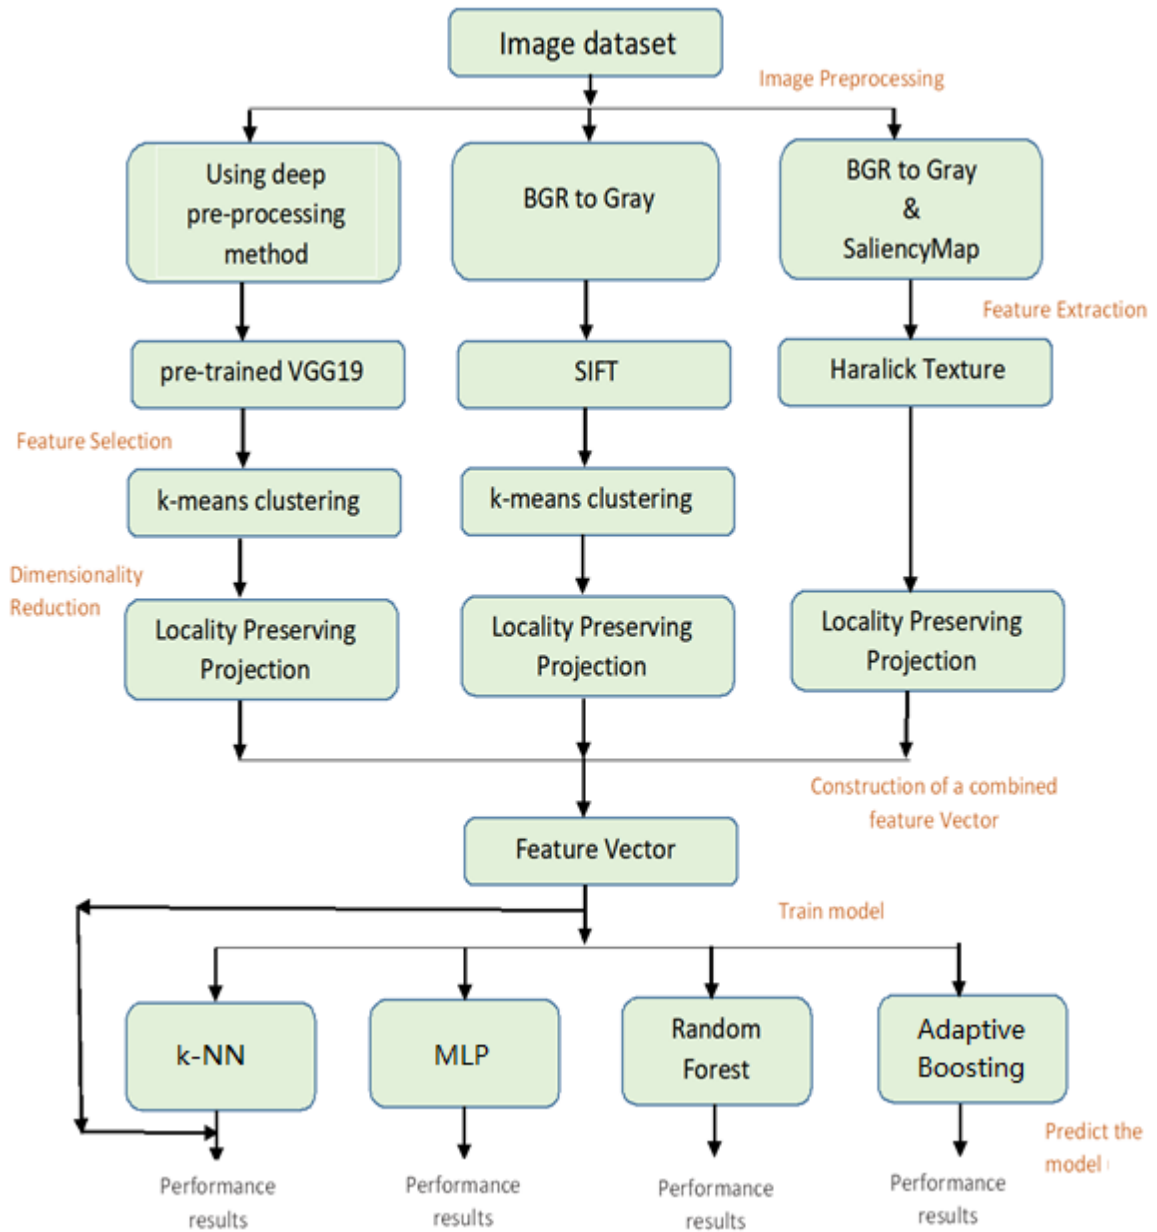 Image dataset
Image Preprocessing
Using deep
pre-processing
method
BGR to Gray
BGR to Gray
&
SaliencyMap
Feature Extraction
pre-trained VGG19
SIFT
Haralick Texture
Feature Selection
k-means clustering
k-means clustering
Dimensionality
Reduction
Locality Preserving
Projection
Locality Preserving
Projection
Locality Preserving
Projection
Construction of a combined
feature Vector
Feature Vector
Train model
k-NN
MLP
Random
Forest
Adaptive
Boosting
Predict the
model
Performance
results
Performance
results
Performance
results
Performance
results